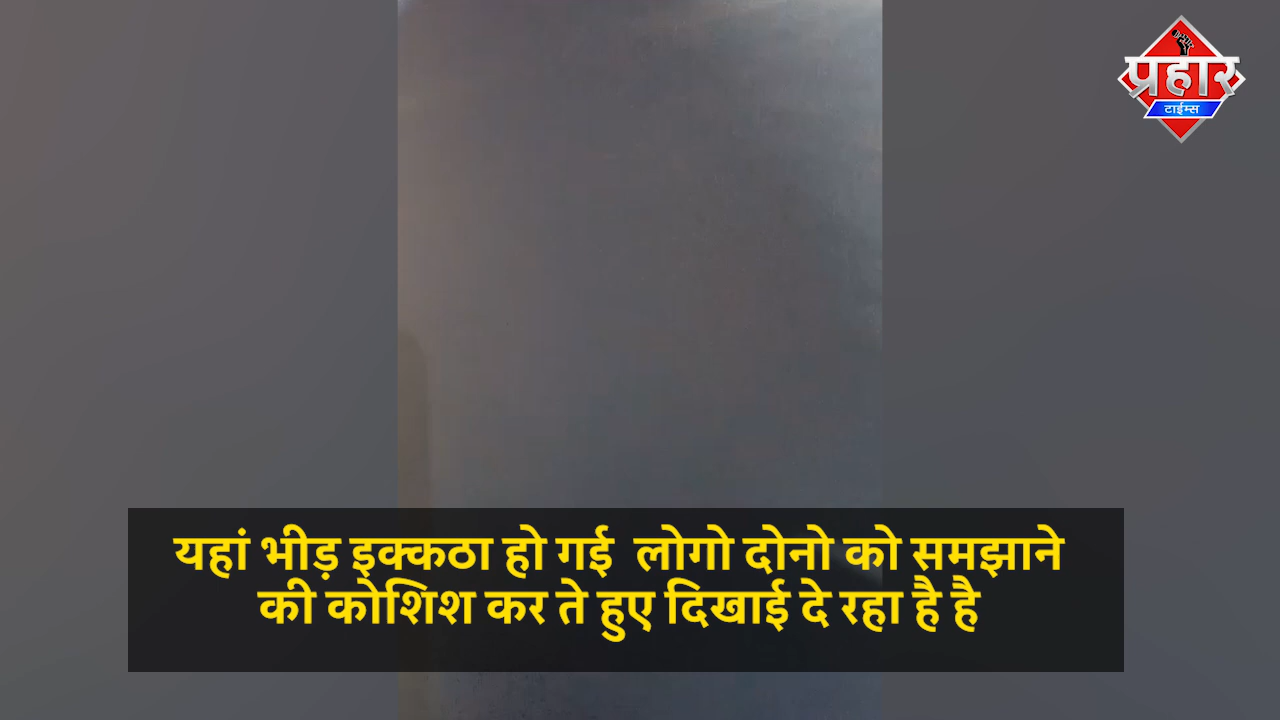 प्रहार
टाईम्स
यहां भीड़ इक्कठा हो गई  लोगो दोनो को समझाने
की कोशिश कर ते हुए दिखाई दे रहा है है